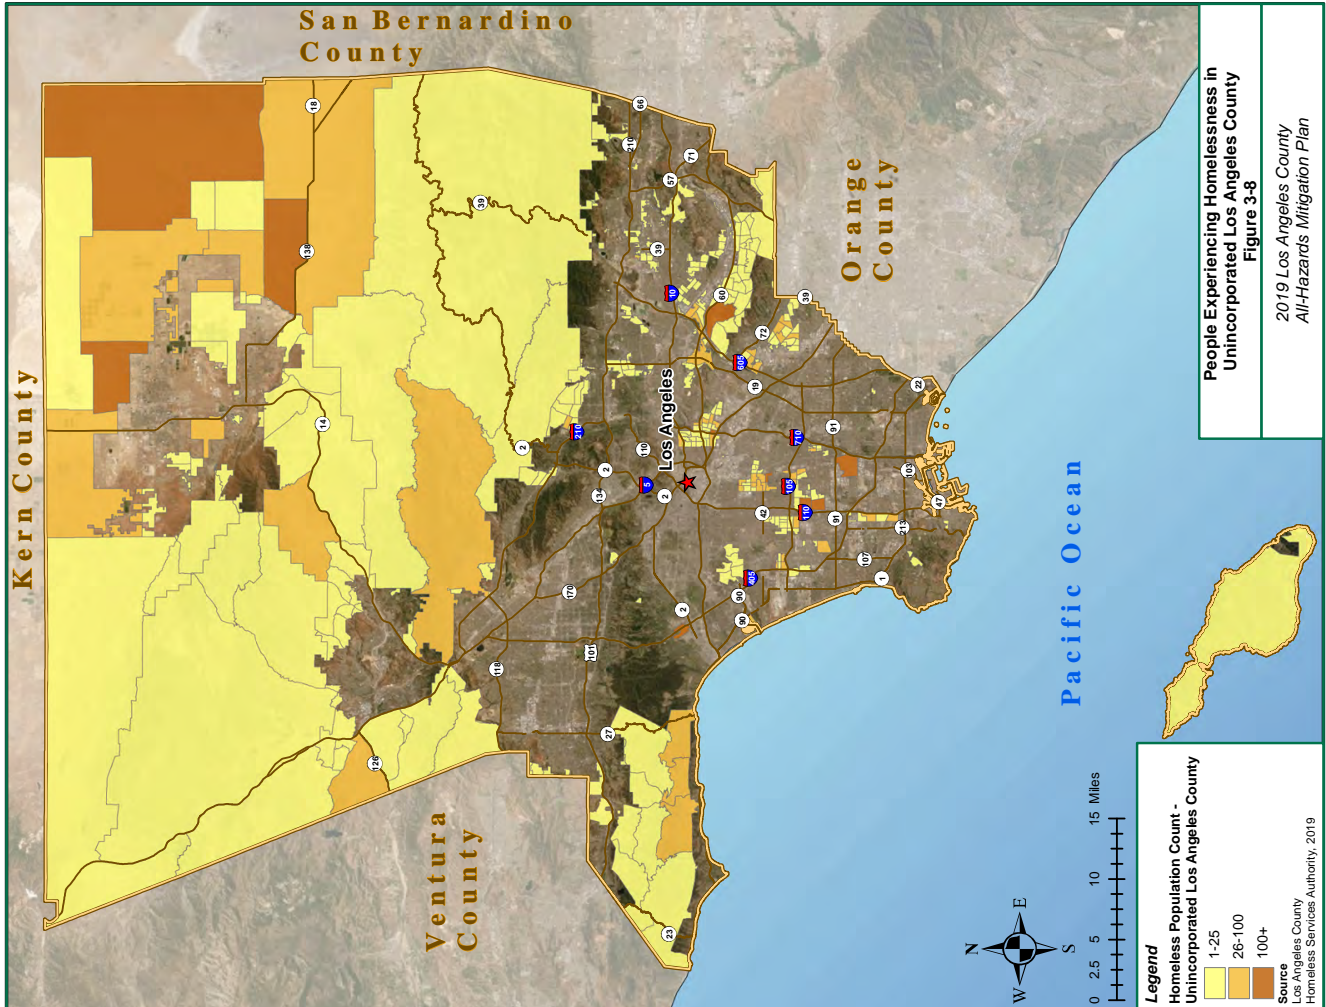 San Bernardino
County
Kern County
Ventura
County
Orange
County
Los Angeles
Pacific Ocean
18
138
66
210
71
57
39
39
14
10
60
39
72
605
19
22
2
210
110
2
5
134
2
710
91
103
105
42
110
91
47
213
107
405
1
90
90
2
170
101
118
27
126
23
N
W
E
S
0 2.5 5 10 15 Miles
People Experiencing Homelessness in
Unincorporated Los Angeles County
Figure 3-8
2019 Los Angeles County
All-Hazards Mitigation Plan
Legend
Homeless Population Count -
Unincorporated Los Angeles County
1-25
26-100
100+
Source
Los Angeles County
Homeless Services Authority, 2019